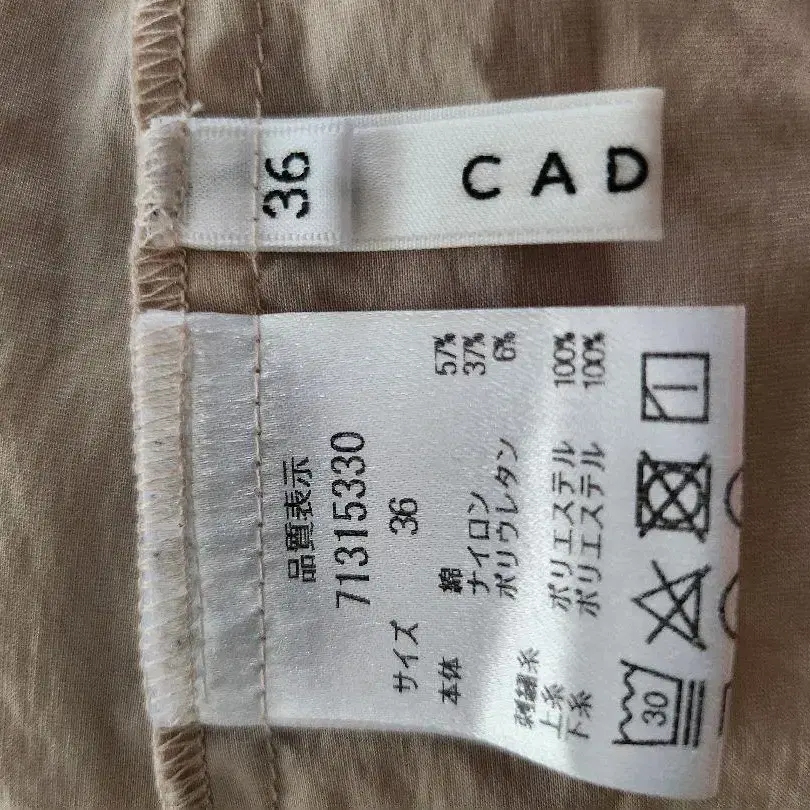 36
CAD
品質表示
71315330
サイズ 36
本体 綿 57%
ナイロン 37%
ポリウレタン 6%
刺繍糸
上糸 ポリエステル 100%
下糸 ポリエステル 100%
30